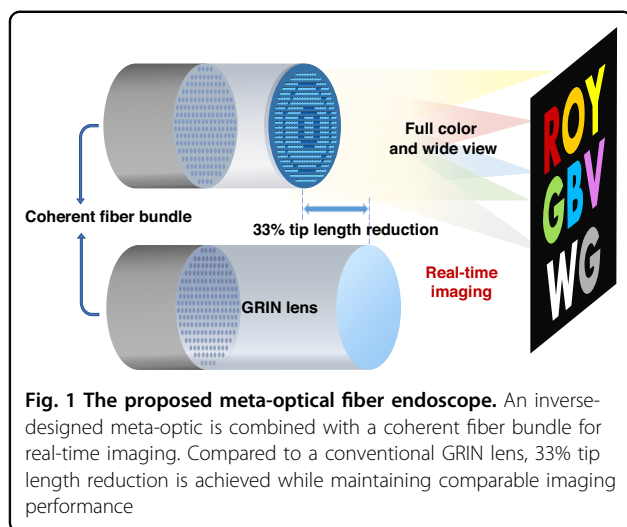 Full color
and wide view
ROY
GBV
WG
Coherent fiber bundle
33% tip length reduction
GRIN lens
Real-time
imaging
Fig. 1 The proposed meta-optical fiber endoscope. An inverse-
designed meta-optic is combined with a coherent fiber bundle for
real-time imaging. Compared to a conventional GRIN lens, 33% tip
length reduction is achieved while maintaining comparable imaging
performance